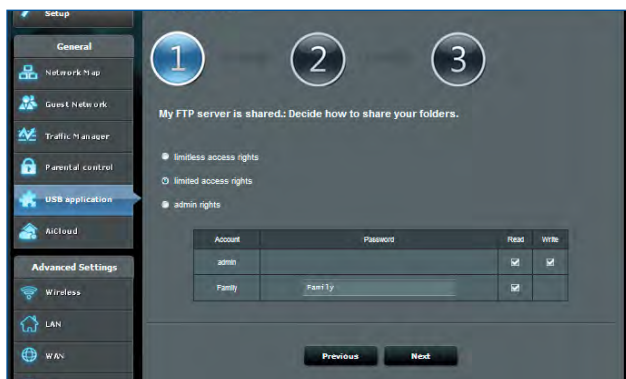 Setup
General
Network Map
Guest Network
Traffic Manager
Parental control
USB application
AiCloud
Advanced Settings
Wireless
LAN
WAN
1
2
3
My FTP server is shared.: Decide how to share your folders.
limitless access rights
limited access rights
admin rights
Account Password Read Write
admin
Family Family
Previous Next